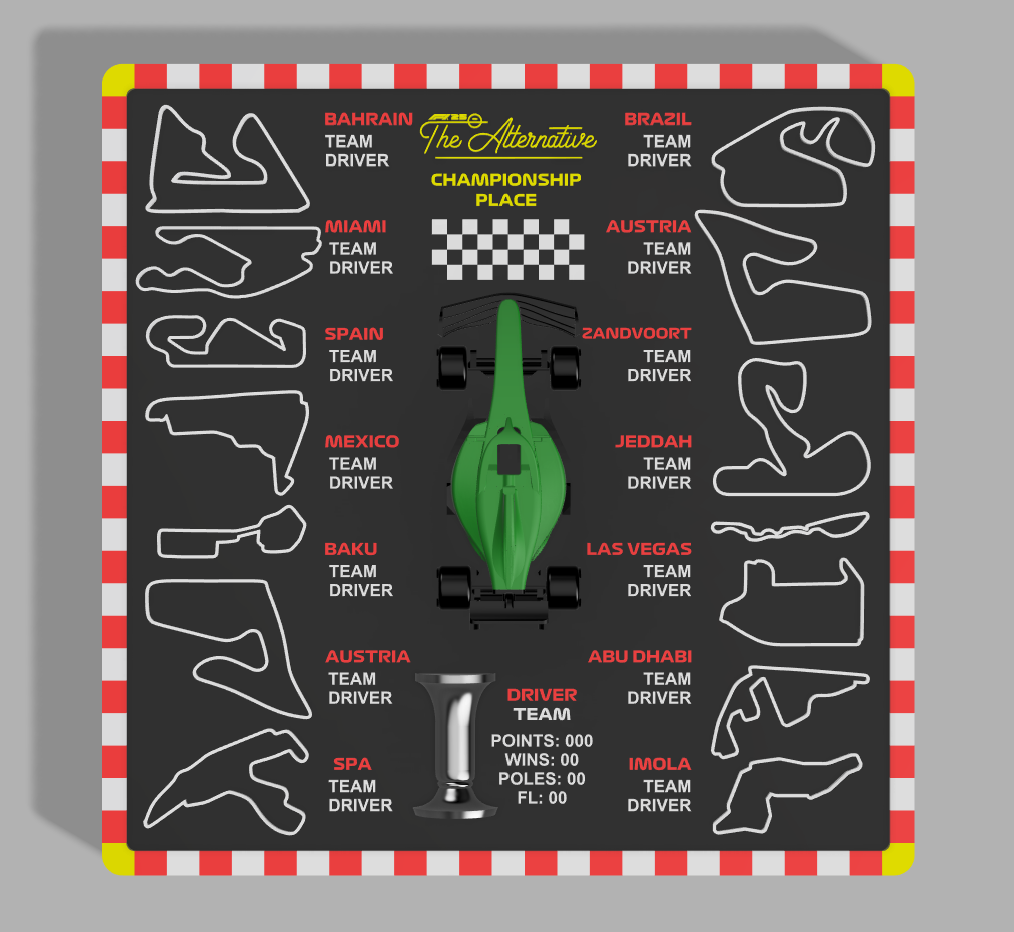 BAHRAIN
TEAM
DRIVER
MIAMI
TEAM
DRIVER
SPAIN
TEAM
DRIVER
MEXICO
TEAM
DRIVER
BAKU
TEAM
DRIVER
AUSTRIA
TEAM
DRIVER
SPA
TEAM
DRIVER
F1 25
The Alternative
CHAMPIONSHIP
PLACE
DRIVER
TEAM
POINTS: 000
WINS: 00
POLES: 00
FL: 00
BRAZIL
TEAM
DRIVER
AUSTRIA
TEAM
DRIVER
ZANDVOORT
TEAM
DRIVER
JEDDAH
TEAM
DRIVER
LAS VEGAS
TEAM
DRIVER
ABU DHABI
TEAM
DRIVER
IMOLA
TEAM
DRIVER